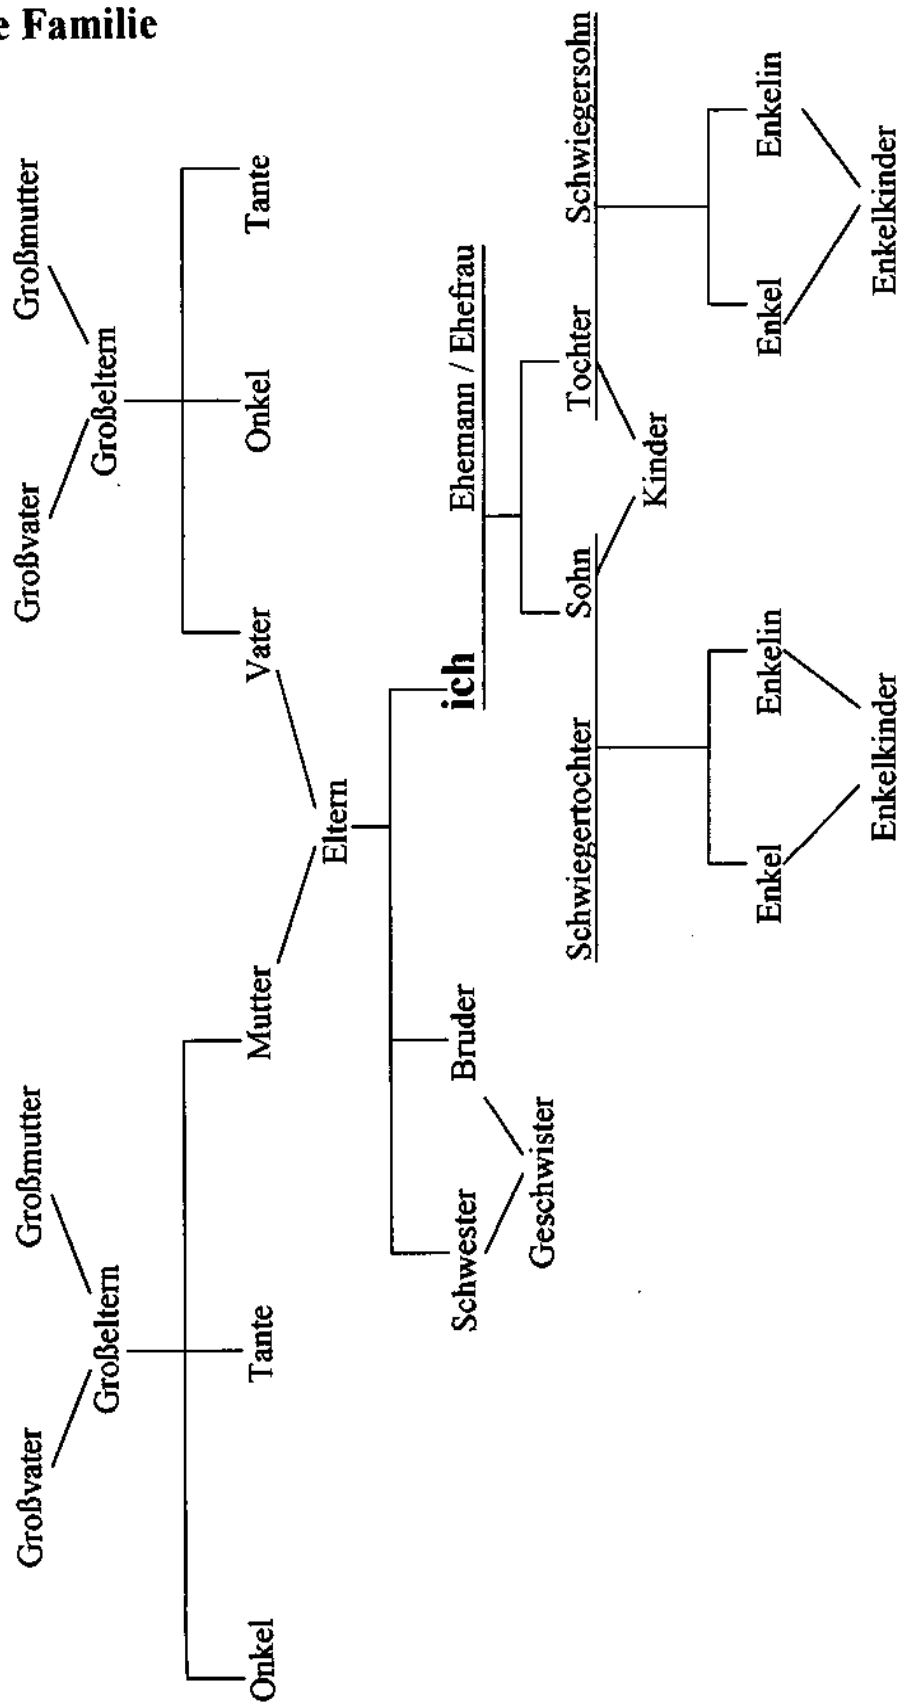 e Familie
Großvater Großmutter Großvater Großmutter
Großeltern Großeltern
Onkel Tante Mutter Vater Onkel Tante
Eltern
Schwester Bruder ich Ehemann / Ehefrau
Geschwister
Schwiegertochter Sohn Tochter Schwiegersohn
Kinder
Enkel Enkelin Enkel Enkelin
Enkelkinder Enkelkinder